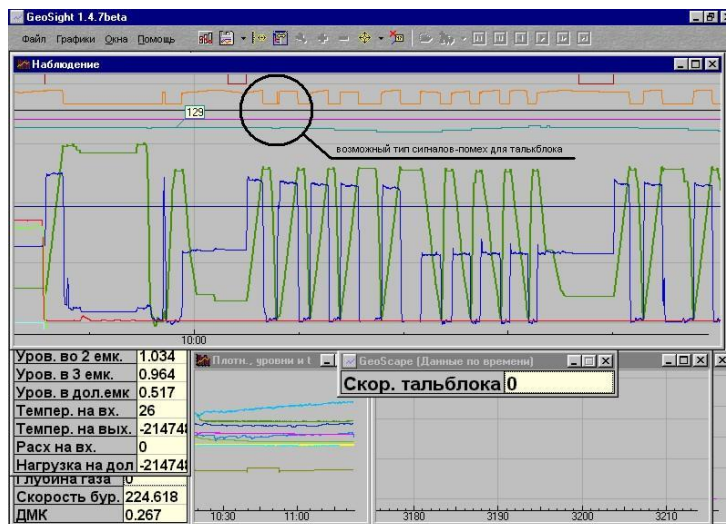 GeoSight 1.4.7beta
Файл Графики Окна Помощь
Наблюдение
129
возможный тип сигналов-помех для талькблока
10:00
Уров. во 2 емк. 1.034
Уров. в 3 емк. 0.964
Уров. в дол.емк 0.517
Темпер. на вх. 26
Темпер. на вых. -21474
Расх на вх. 0
Нагрузка на дол -21474
Глубина газа 0
Скорость бур. 224.618
ДМК 0.267
Плотн., уровни и t
10:30 11:00
GeoScape (Данные по времени)
Скор. тальблока 0
3180 3190 3200 3210